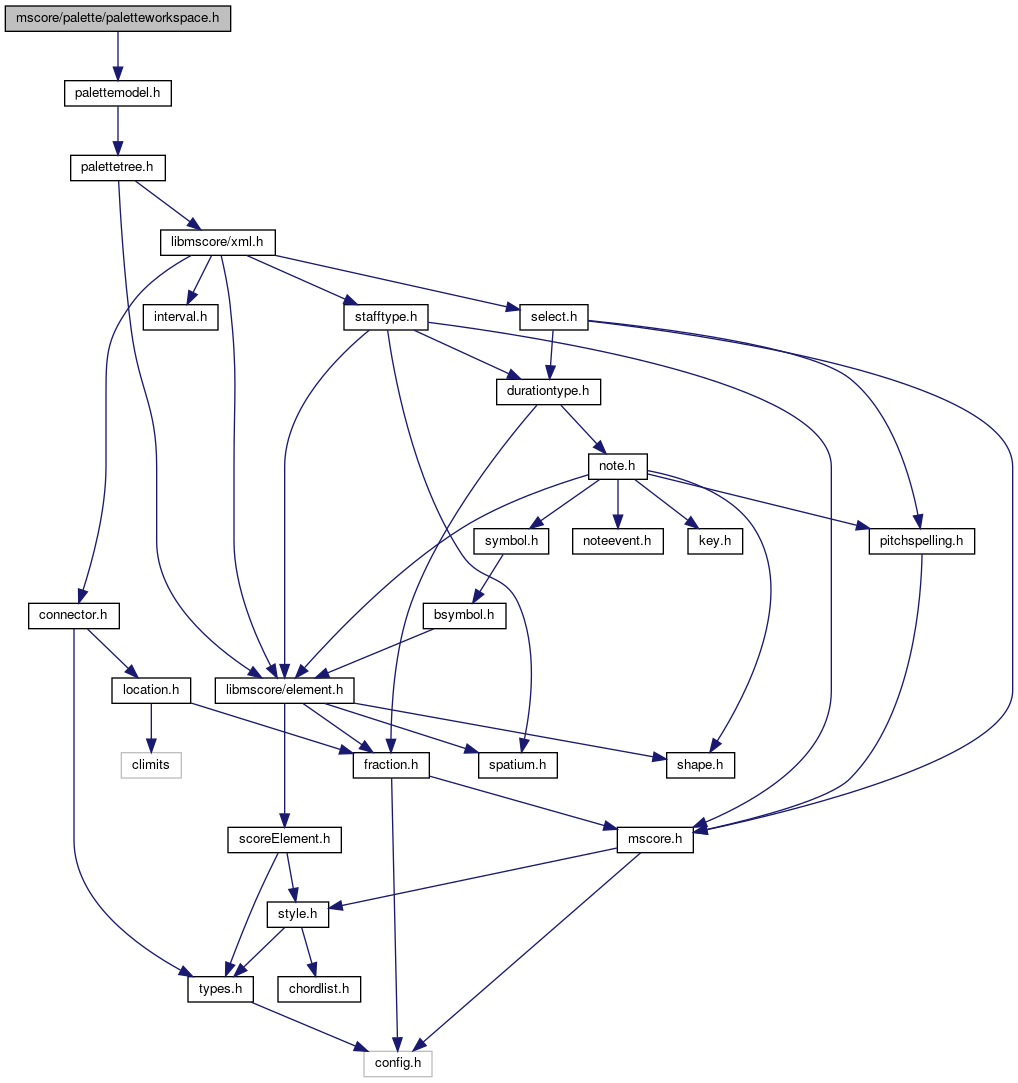 mscore/palette/paletteworkspace.h
palettemodel.h
palettetree.h
libmscore/xml.h
interval.h
stafftype.h
select.h
durationtype.h
note.h
symbol.h
noteevent.h
key.h
pitchspelling.h
connector.h
bsymbol.h
location.h
libmscore/element.h
climits
fraction.h
spatium.h
shape.h
scoreElement.h
mscore.h
style.h
types.h
chordlist.h
config.h